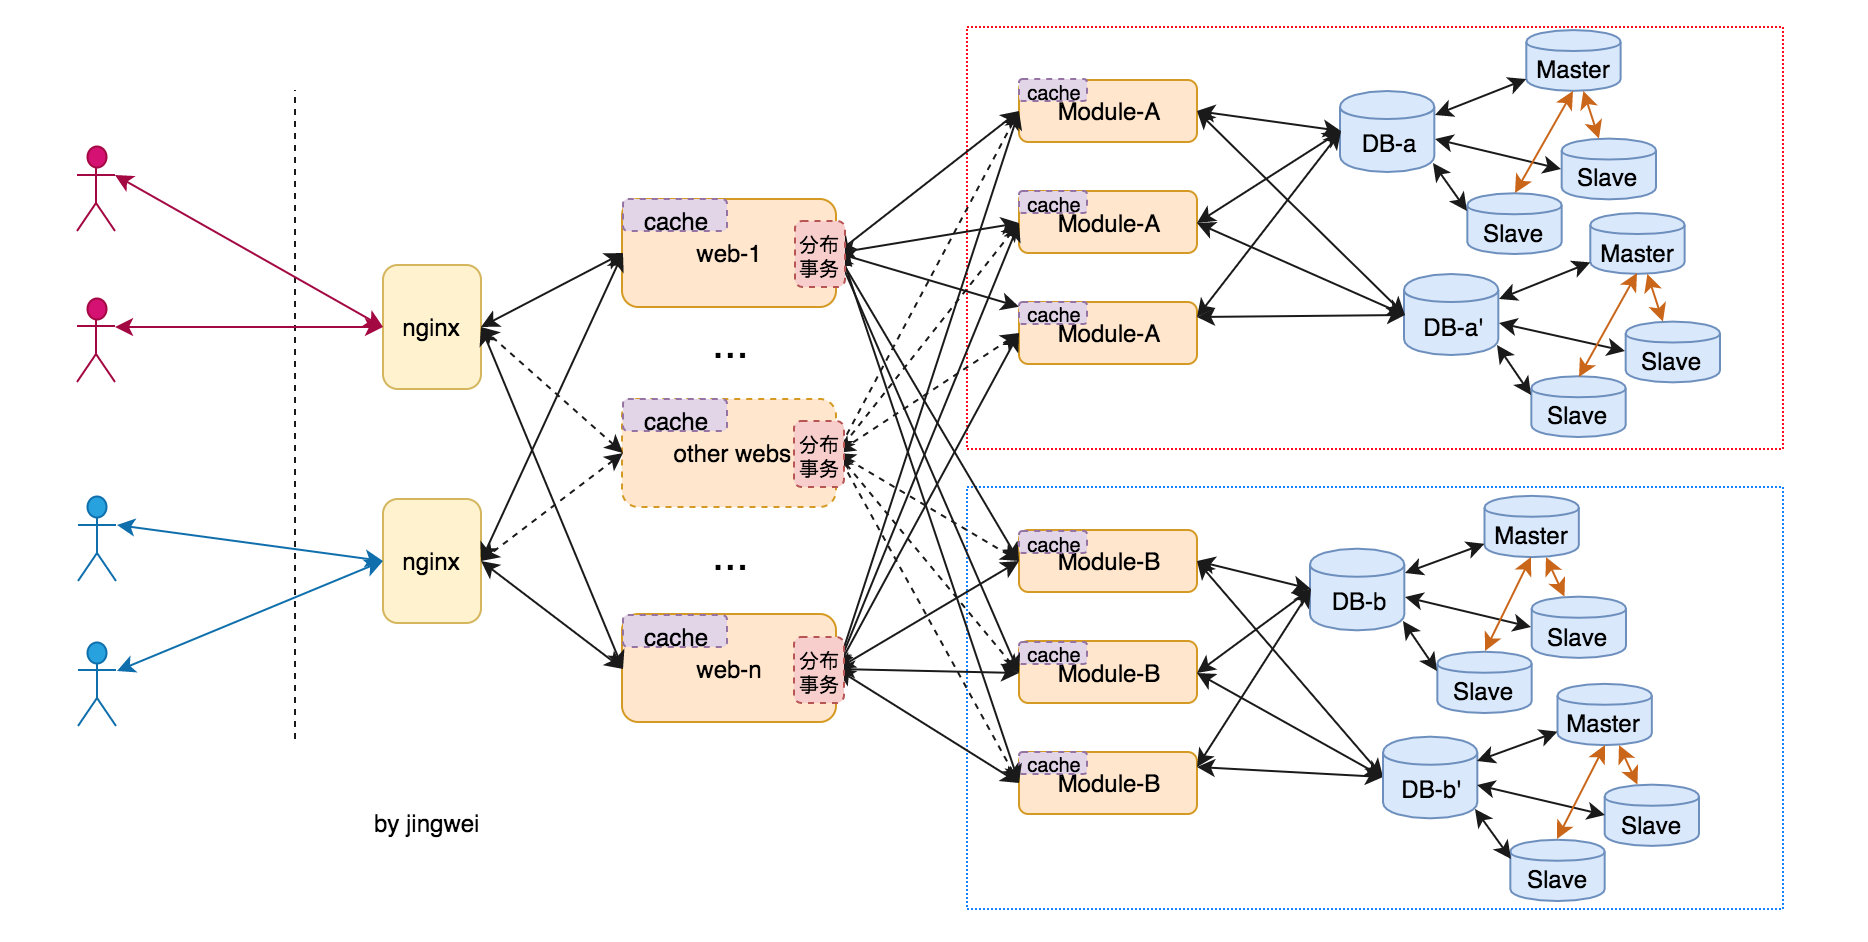 nginx
nginx
cache
web-1
分布
事务
...
cache
other webs
分布
事务
...
cache
web-n
分布
事务
by jingwei
cache
Module-A
cache
Module-A
cache
Module-A
DB-a
Master
Slave
Slave
DB-a'
Master
Slave
Slave
cache
Module-B
cache
Module-B
cache
Module-B
DB-b
Master
Slave
Slave
DB-b'
Master
Slave
Slave